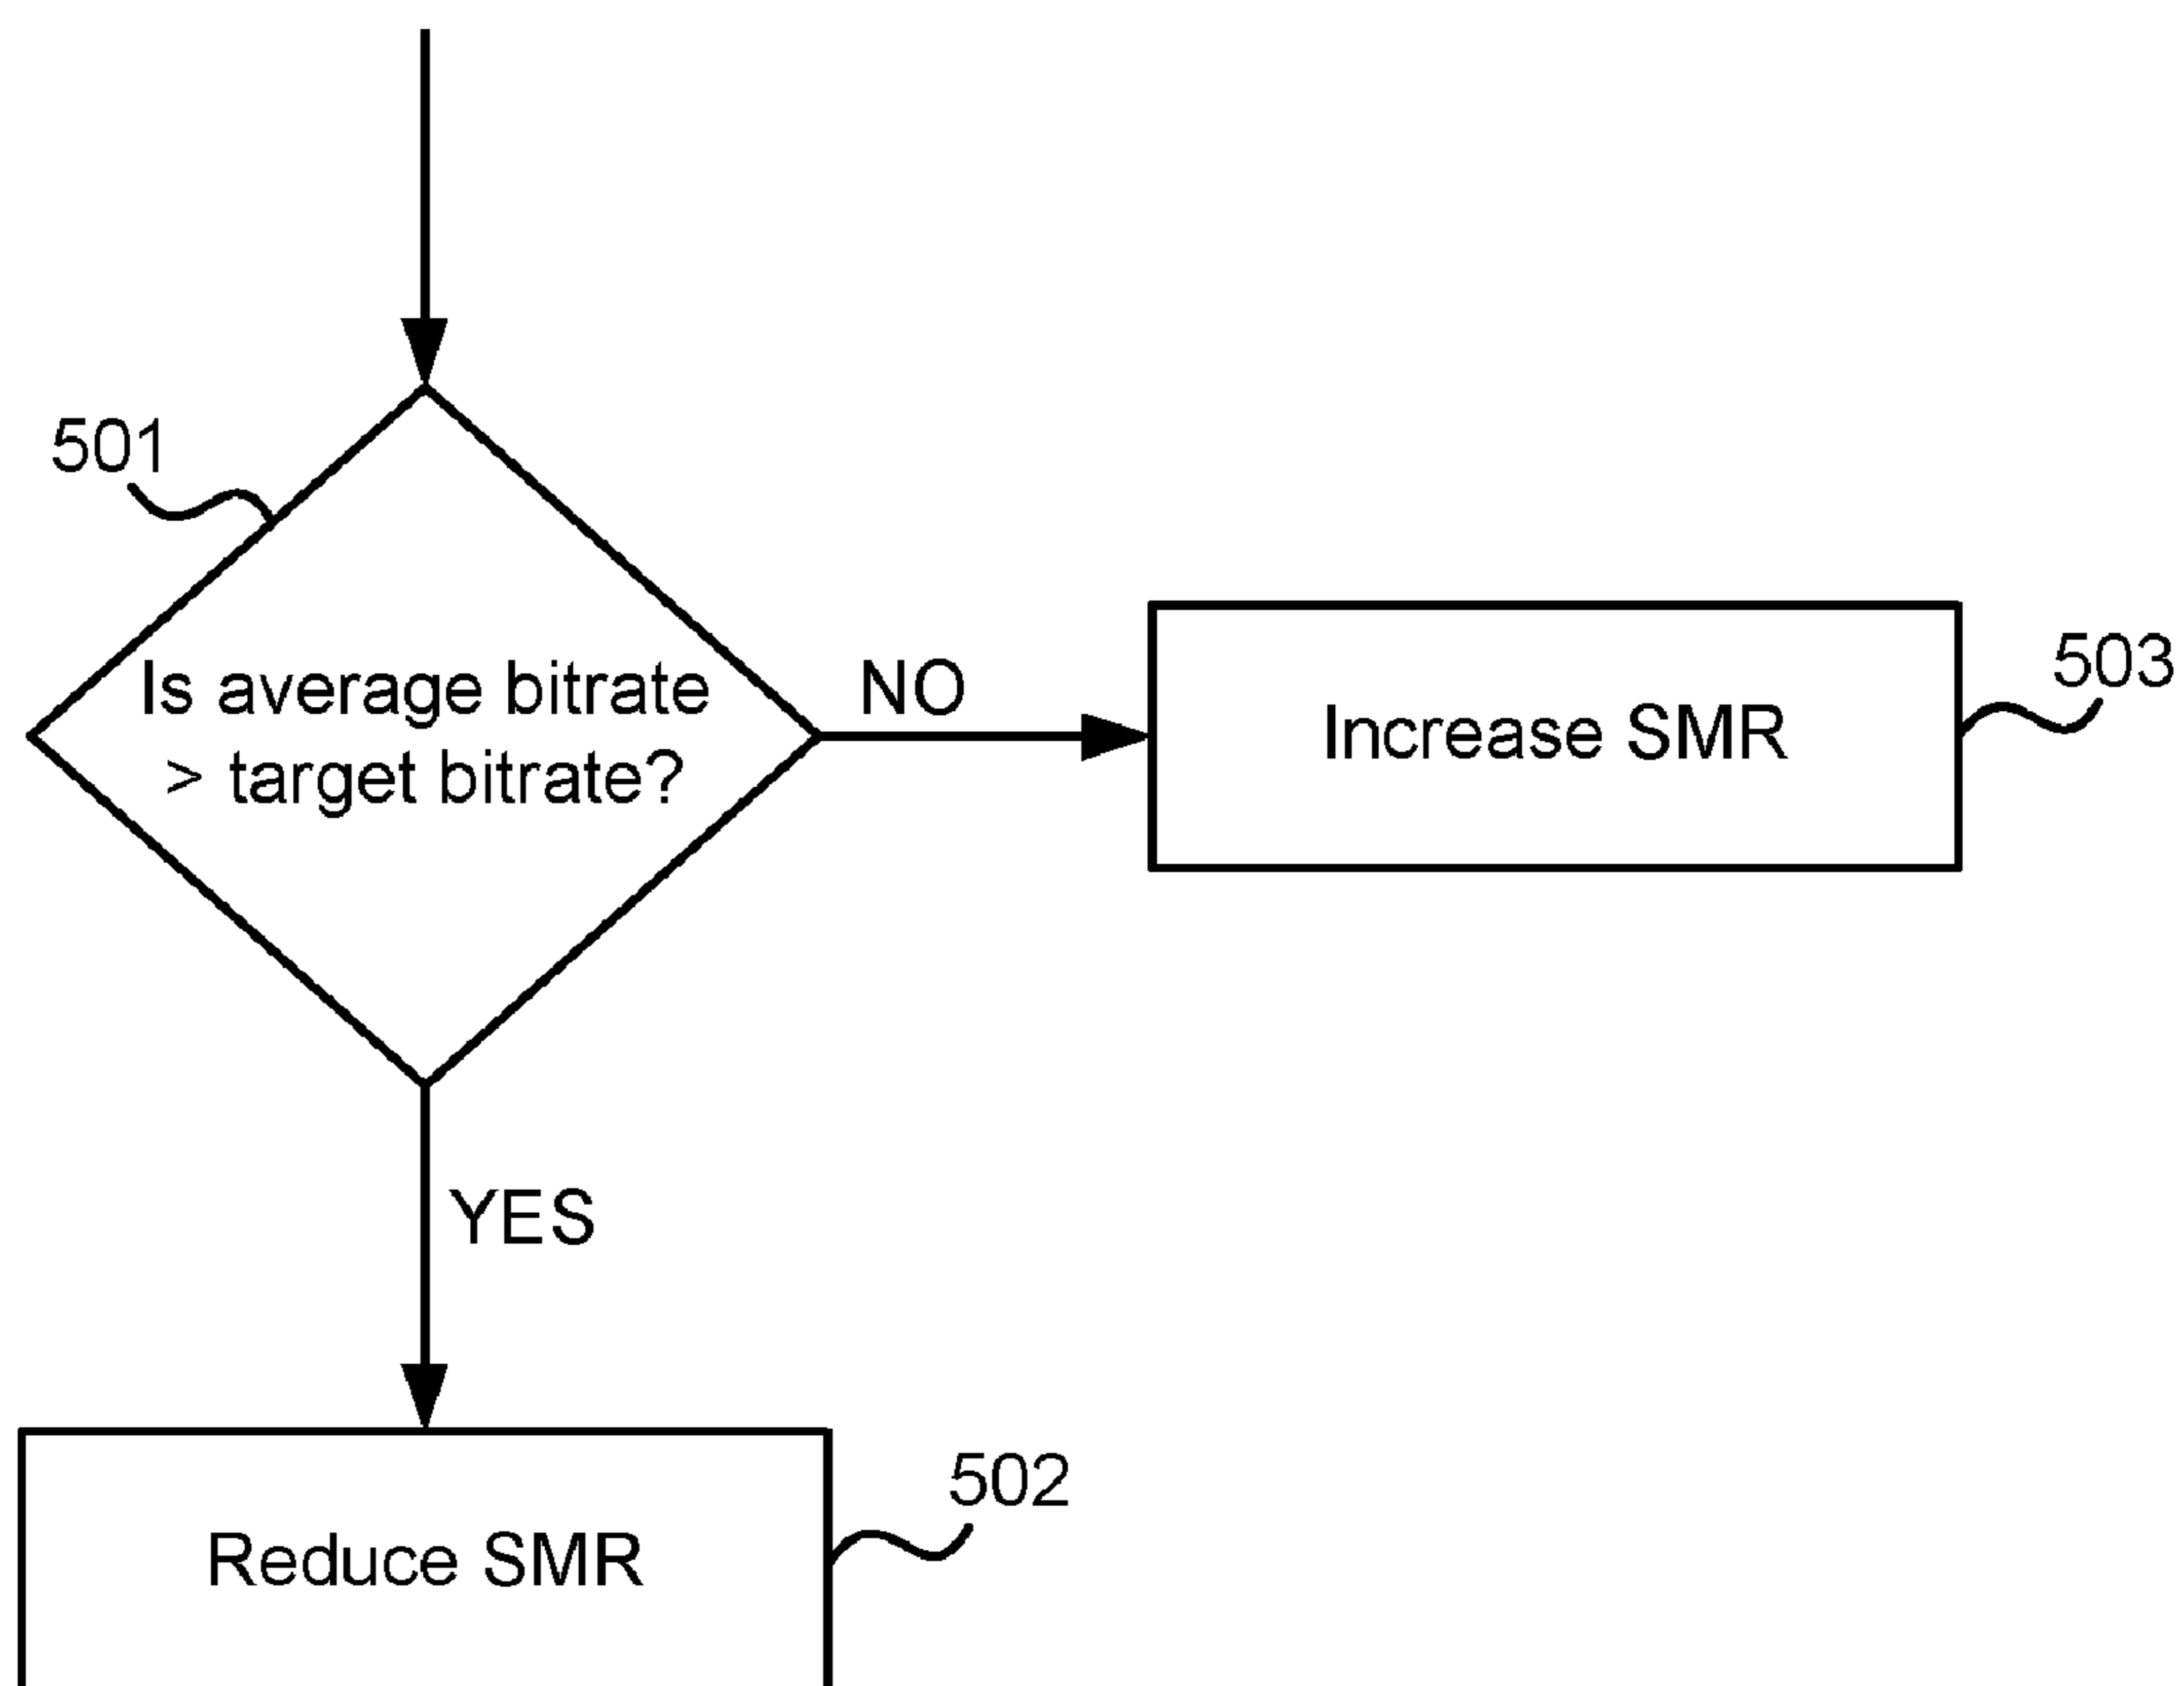 501
Is average bitrate
> target bitrate?
NO
Increase SMR
503
YES
Reduce SMR
502